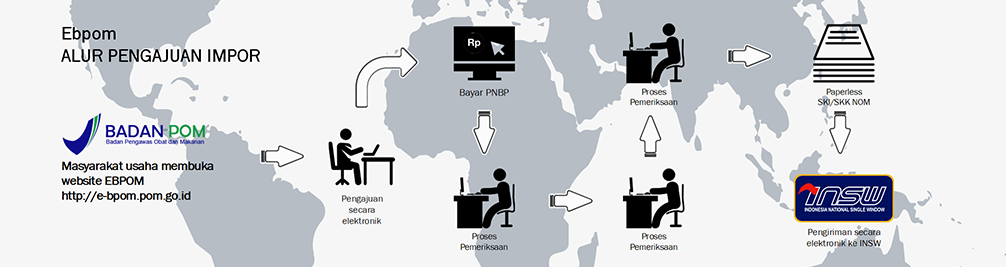 Ebpom
ALUR PENGAJUAN IMPOR
BADAN POM
Badan Pengawas Obat dan Makanan
Masyarakat usaha membuka
website EBPOM
http://e-bpom.pom.go.id
Pengajuan
secara
elektronik
Rp
Bayar PNBP
Proses
Pemeriksaan
Proses
Pemeriksaan
Proses
Pemeriksaan
Paperless
SKI/SKK NOM
INSW
INDONESIA NATIONAL SINGLE WINDOW
Pengiriman secara
elektronik ke INSW